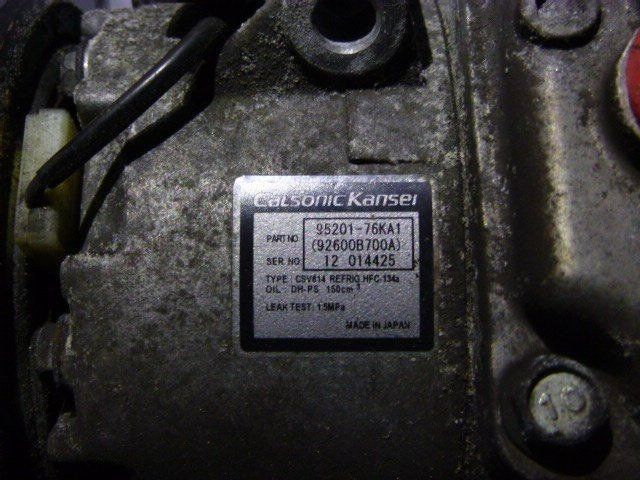 Calsonic Kansei
PART NO 95201-76KA1
(92600B700A)
SER. NO 12 014425
TYPE : CSV614 REFRIG HFC-134a
OIL : DH-PS 150cm³
LEAK TEST: 1.5MPa
MADE IN JAPAN
10